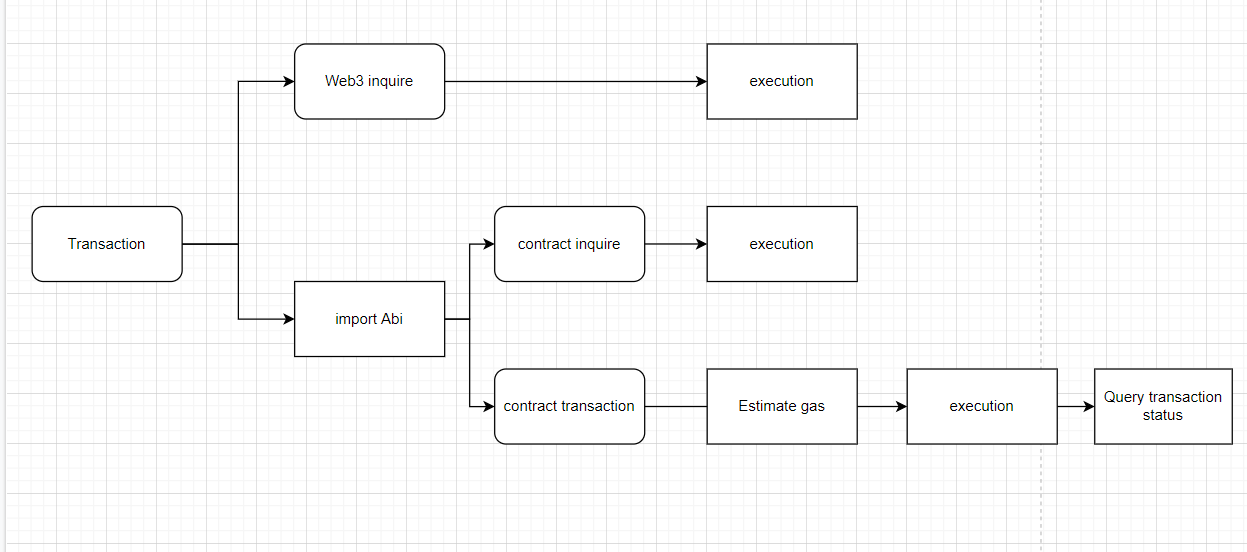 Web3 inquire
execution
Transaction
contract inquire
execution
import Abi
contract transaction
Estimate gas
execution
Query transaction
status